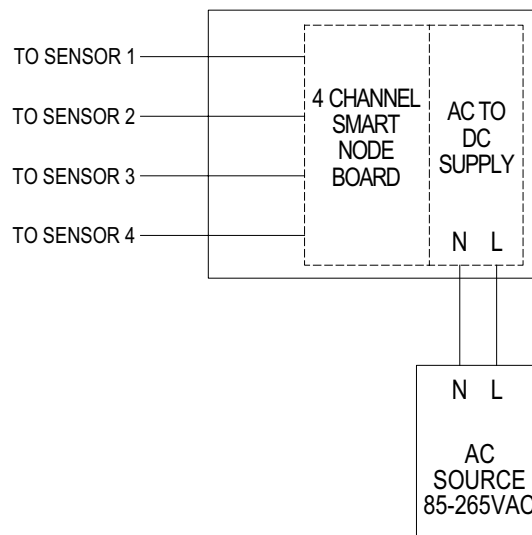 TO SENSOR 1
TO SENSOR 2
TO SENSOR 3
TO SENSOR 4
4 CHANNEL
SMART
NODE
BOARD
AC TO
DC
SUPPLY
N L
N L
AC
SOURCE
85-265VAC